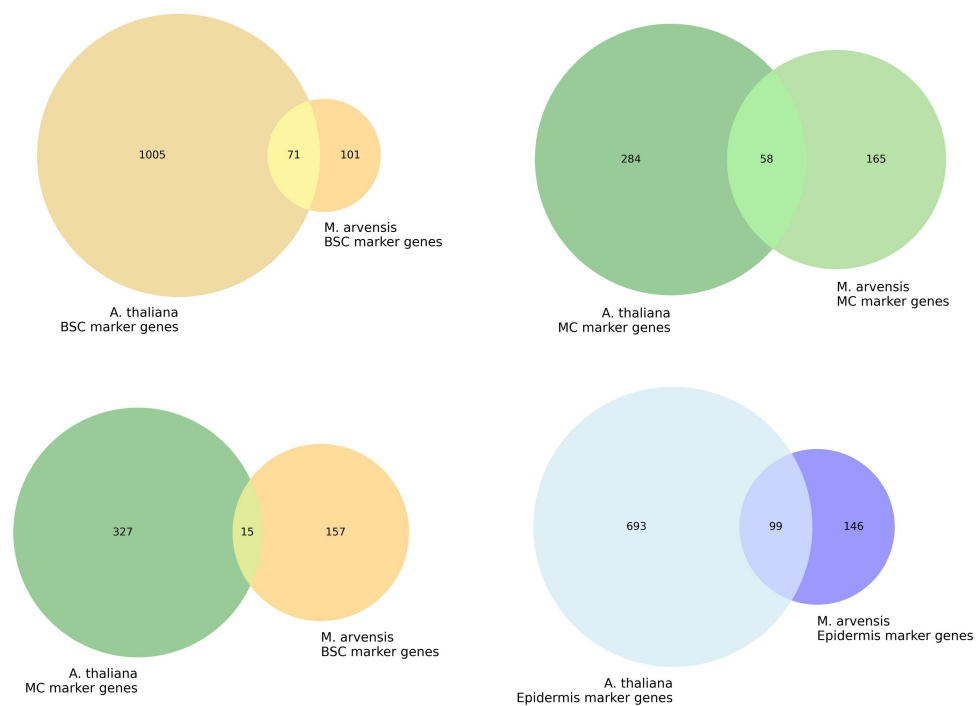 1005
71
101
M. arvensis
BSC marker genes
A. thaliana
BSC marker genes
284
58
165
M. arvensis
MC marker genes
A. thaliana
MC marker genes
327
15
157
M. arvensis
BSC marker genes
A. thaliana
MC marker genes
693
99
146
M. arvensis
Epidermis marker genes
A. thaliana
Epidermis marker genes